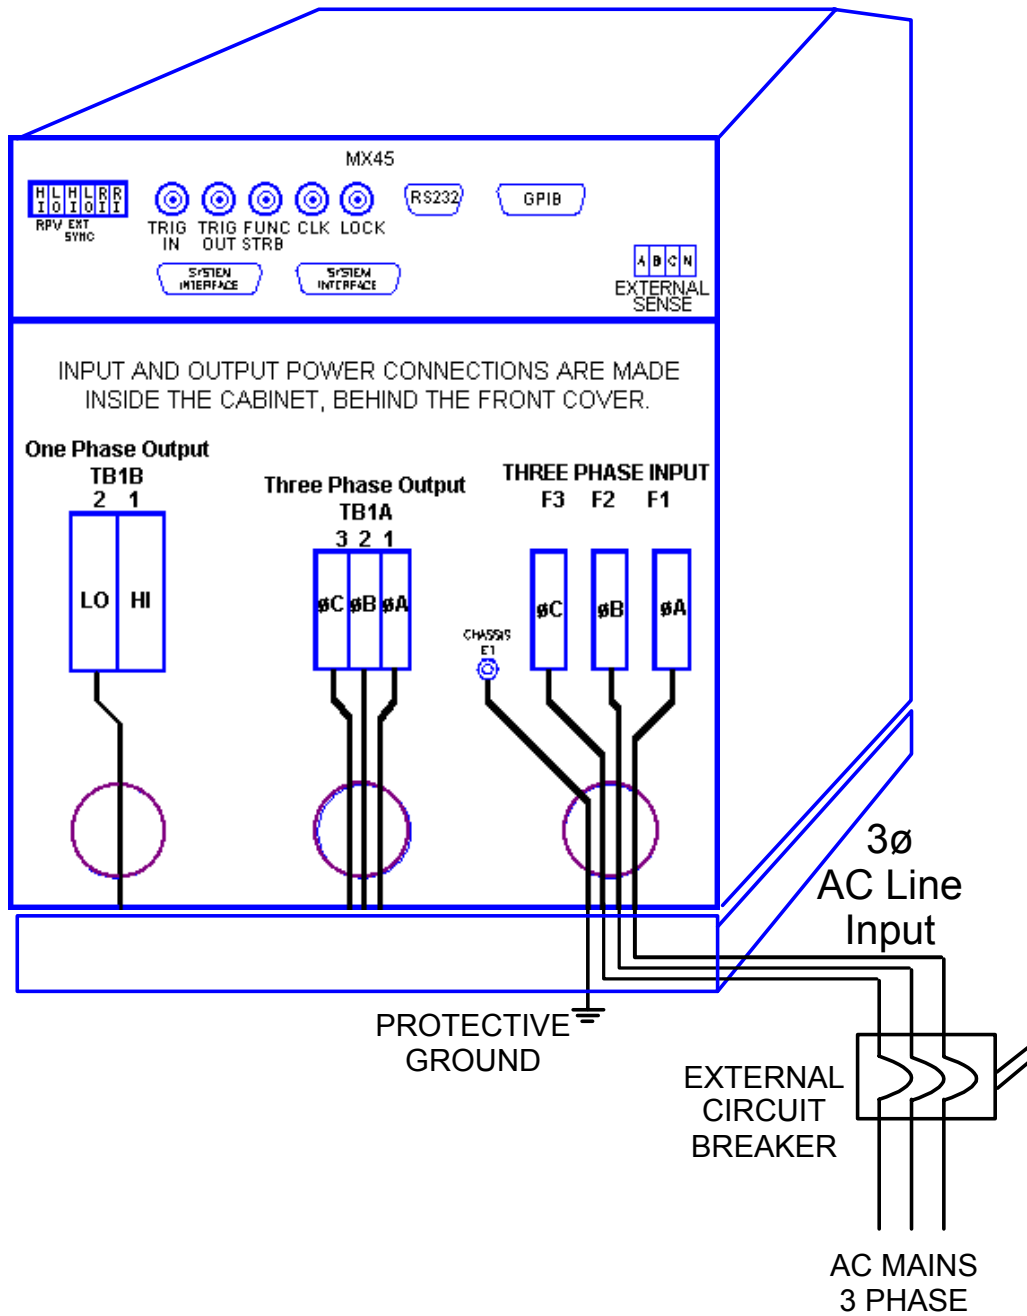 MX45
H L H L R R
I O I O I I
RPV EXT
SYNC
TRIG
IN
TRIG
OUT
FUNC
STRB
CLK
LOCK
RS232
GPIB
SYSTEM
INTERFACE
SYSTEM
INTERFACE
A B C N
EXTERNAL
SENSE
INPUT AND OUTPUT POWER CONNECTIONS ARE MADE
INSIDE THE CABINET, BEHIND THE FRONT COVER.
One Phase Output
TB1B
2 1
LO HI
Three Phase Output
TB1A
3 2 1
øC øB øA
THREE PHASE INPUT
F3 F2 F1
øC øB øA
CHASSIS
E1
3ø
AC Line
Input
PROTECTIVE
GROUND
EXTERNAL
CIRCUIT
BREAKER
AC MAINS
3 PHASE